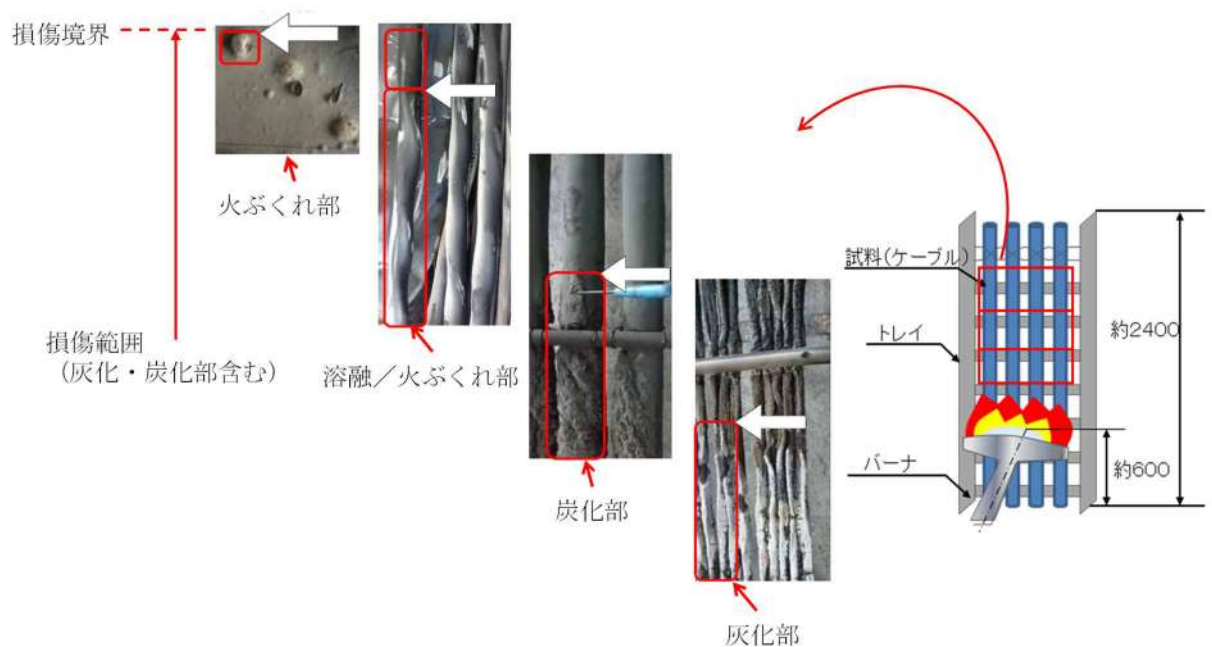 損傷境界
火ぶくれ部
損傷範囲
(灰化・炭化部含む)
溶融／火ぶくれ部
炭化部
灰化部
試料(ケーブル)
トレイ
バーナ
約2400
約600